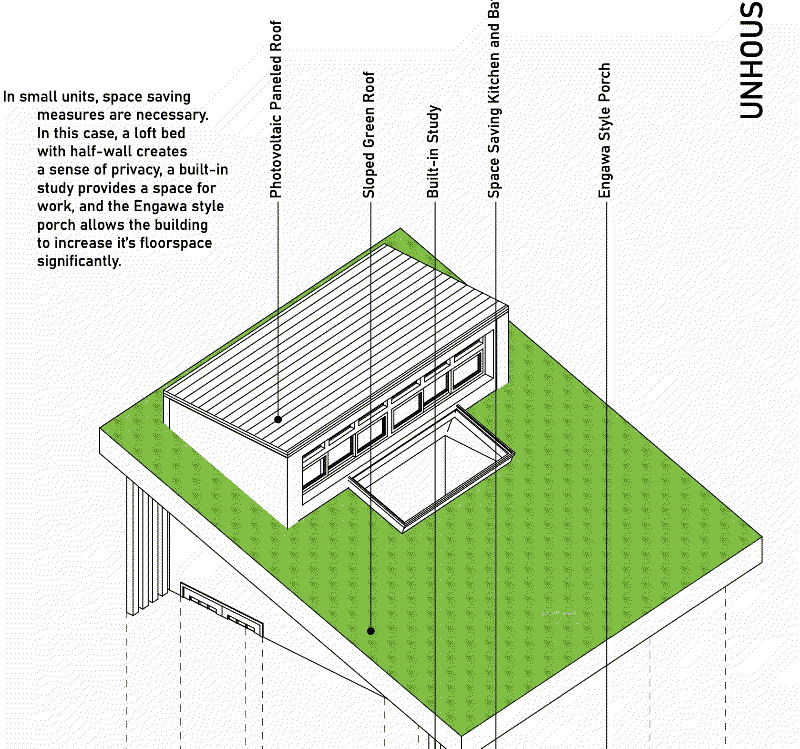 In small units, space saving
measures are necessary.
In this case, a loft bed
with half-wall creates
a sense of privacy, a built-in
study provides a space for
work, and the Engawa style
porch allows the building
to increase it's floorspace
significantly.
Photovoltaic Paneled Roof
Sloped Green Roof
Built-in Study
Space Saving Kitchen and Ba
Engawa Style Porch
UNHOUS